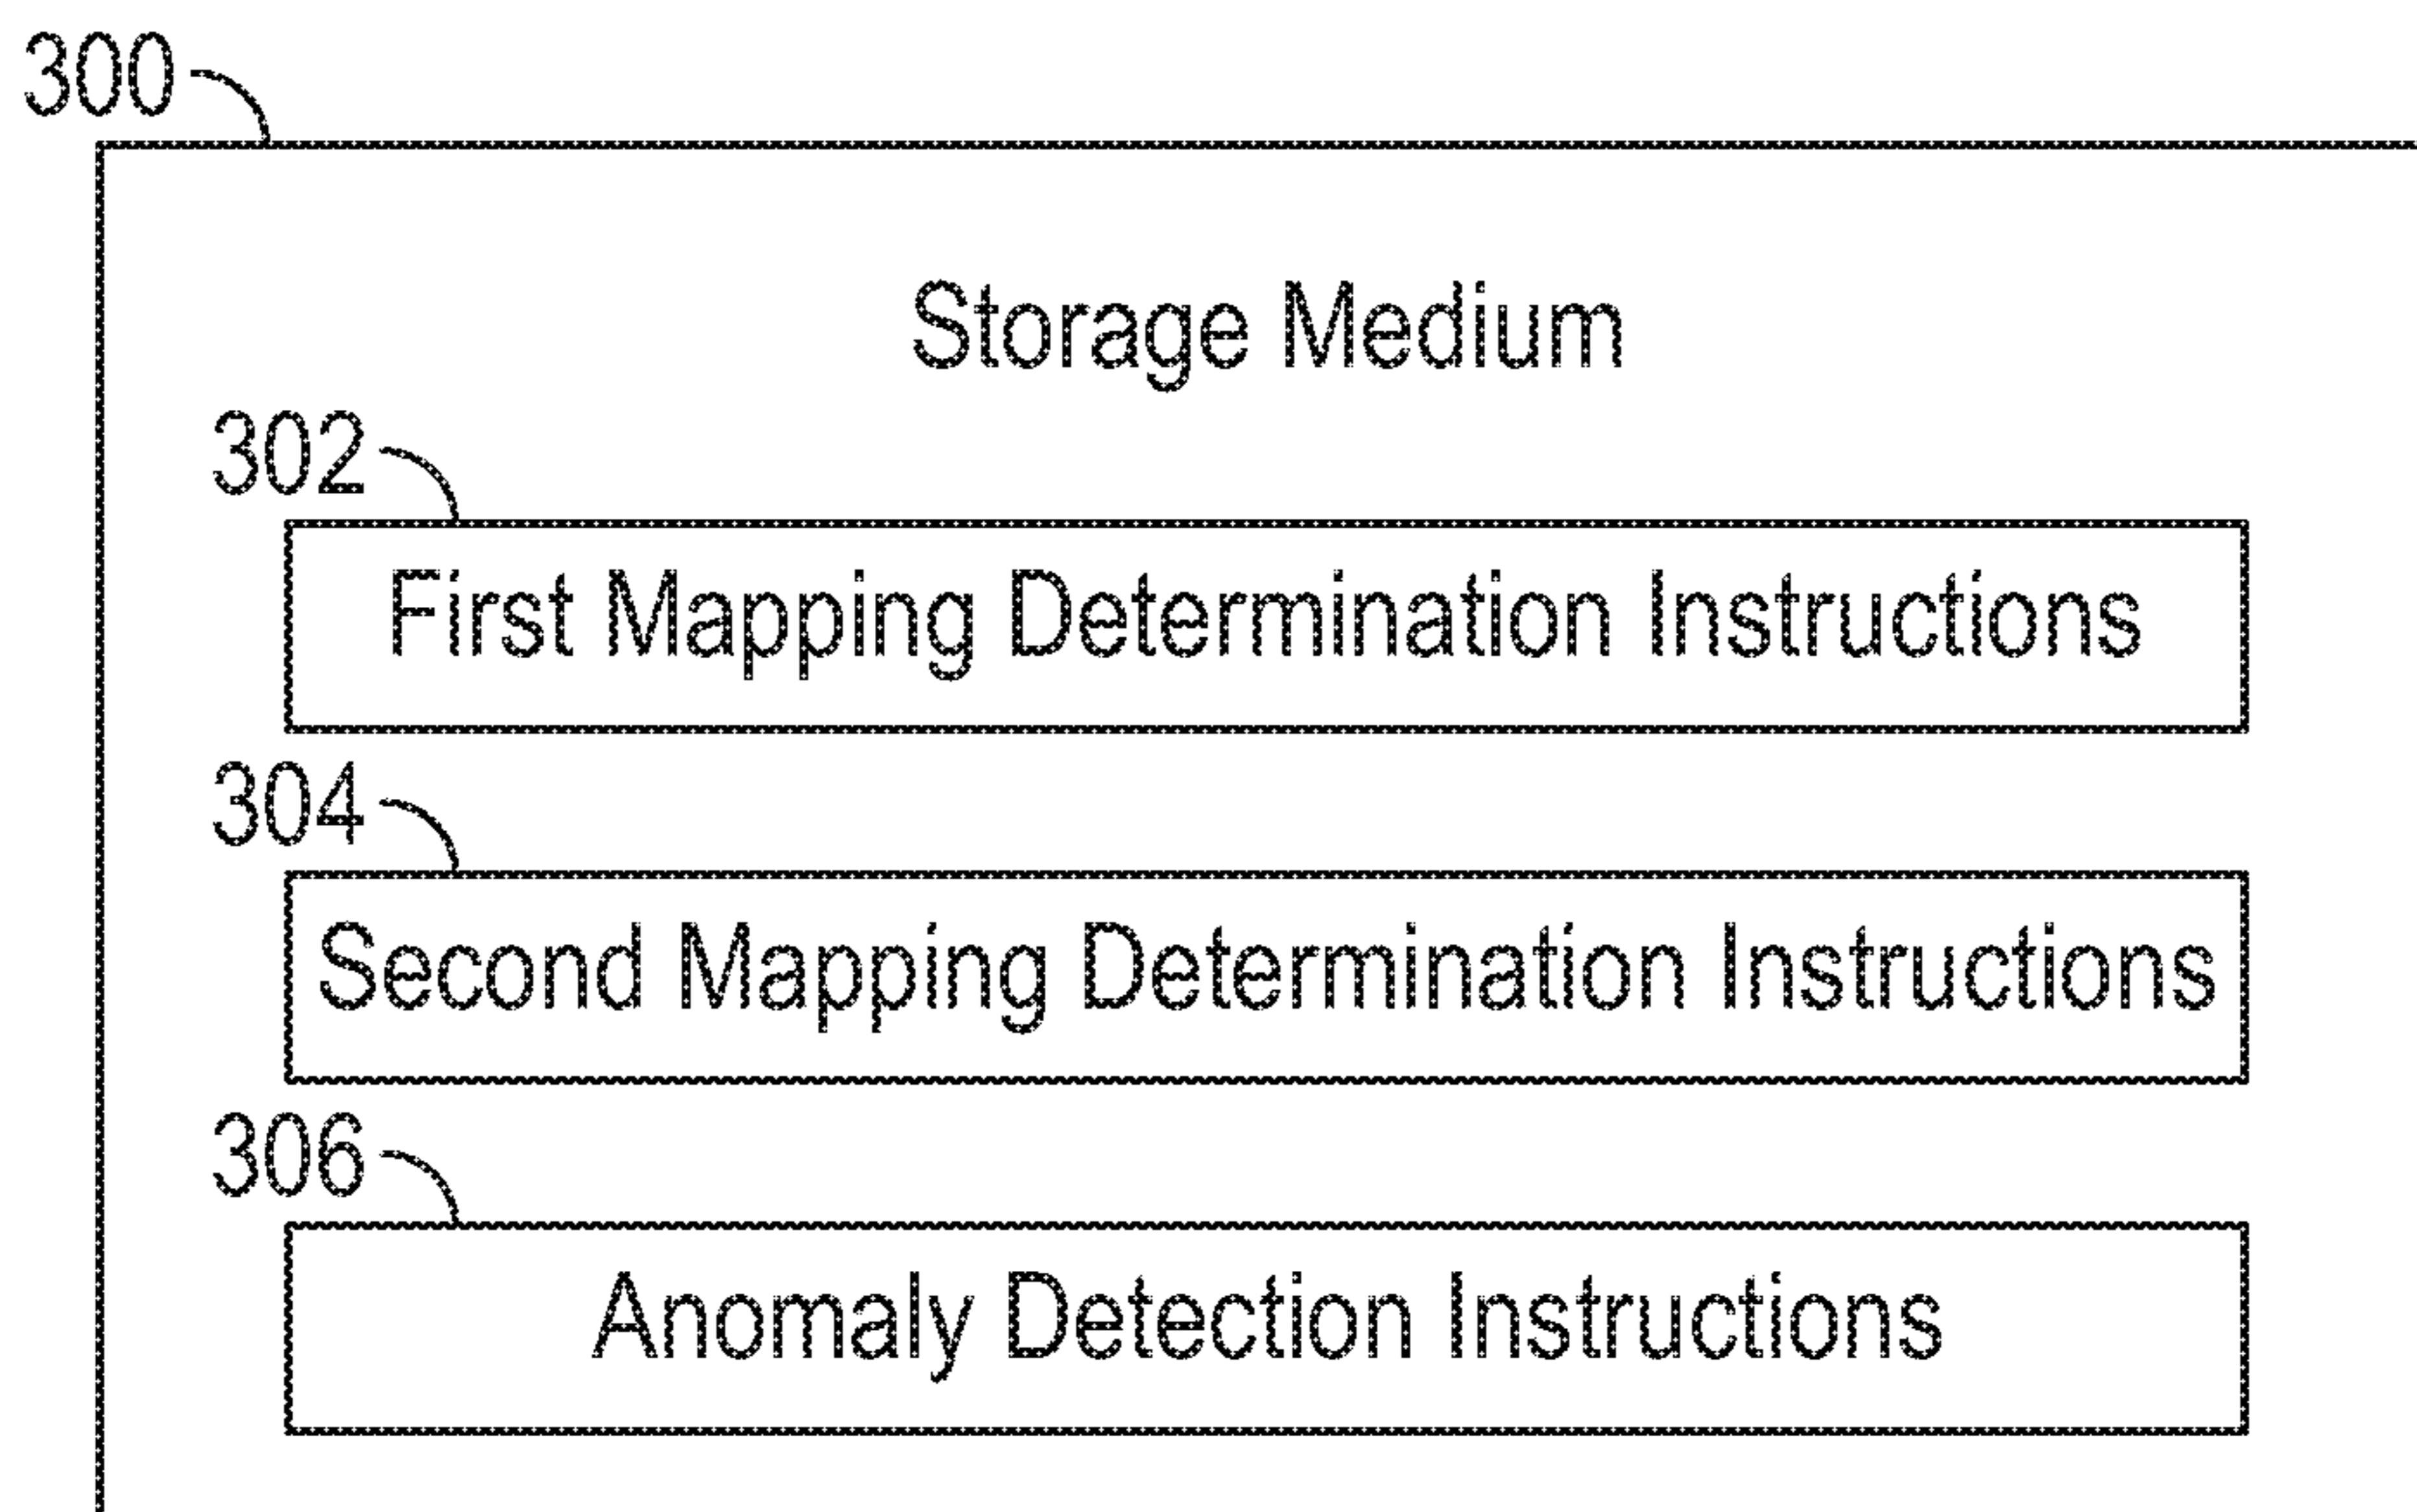 300
Storage Medium
302
First Mapping Determination Instructions
304
Second Mapping Determination Instructions
306
Anomaly Detection Instructions